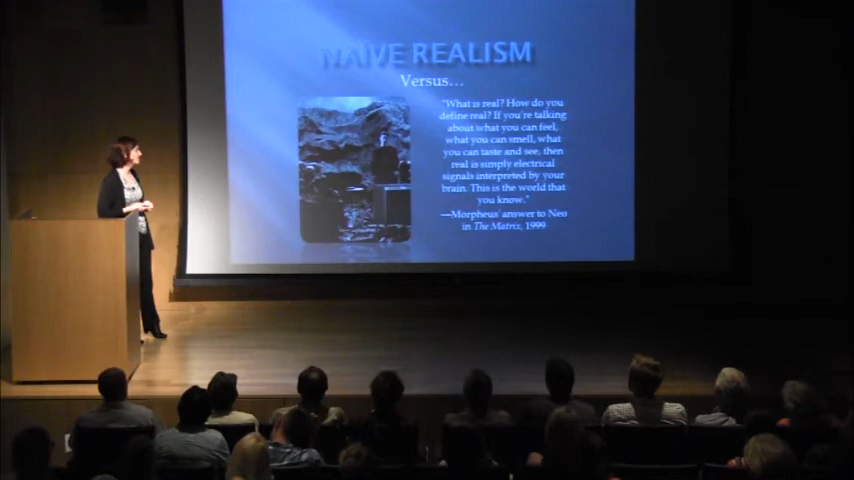 NAÏVE REALISM
Versus…
"What is real? How do you
define real? If you're talking
about what you can feel,
what you can smell, what
you can taste and see, then
real is simply electrical
signals interpreted by your
brain. This is the world that
you know."
—Morpheus' answer to Neo
in The Matrix, 1999